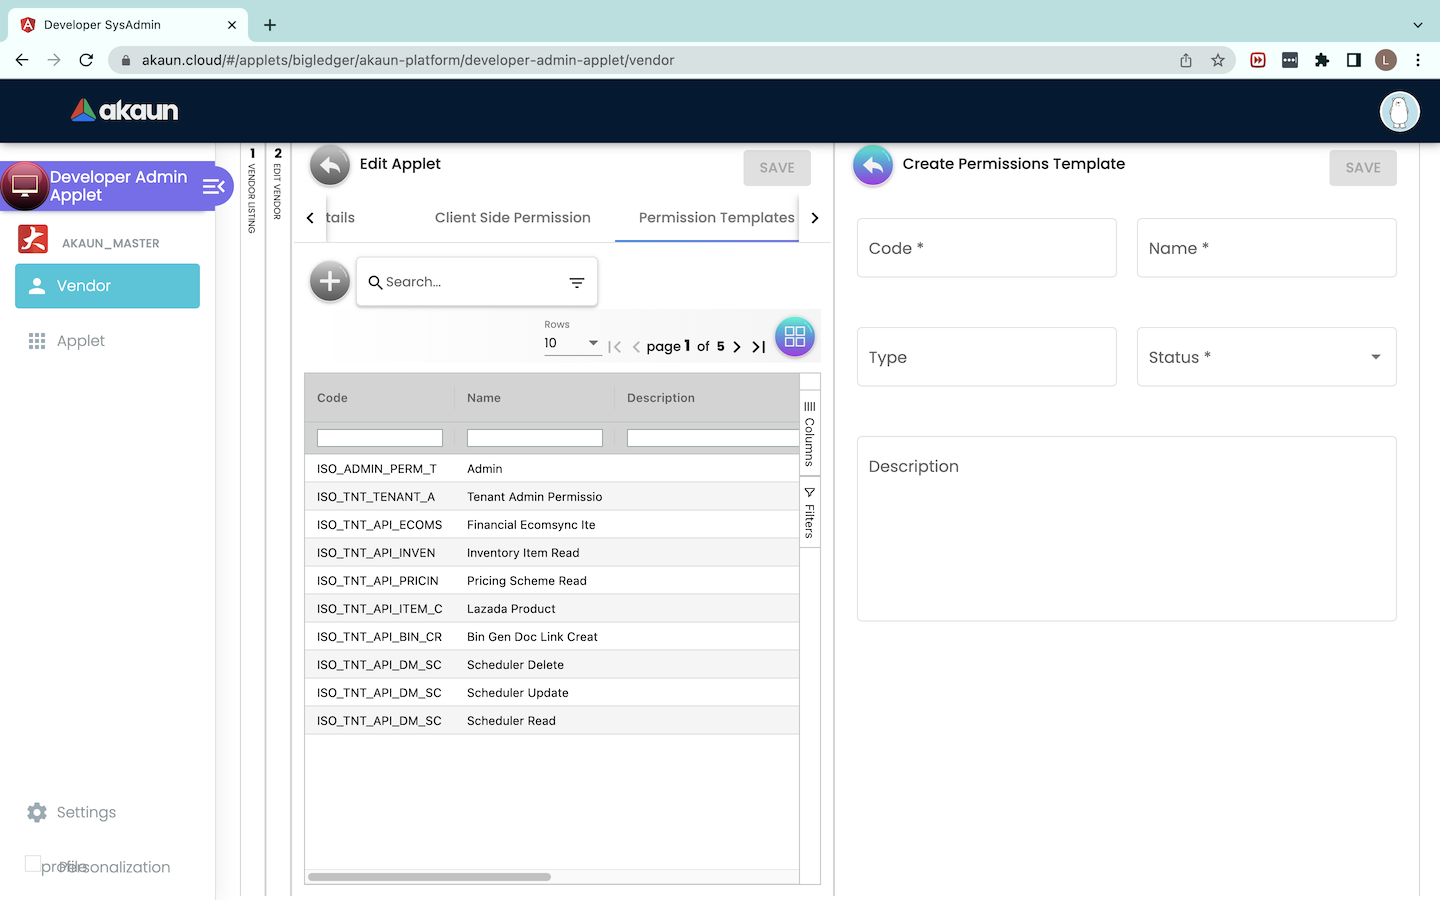 Developer SysAdmin
akaun.cloud/#/applets/bigledger/akaun-platform/developer-admin-applet/vendor
L
akaun
Developer Admin
Applet
AKAUN_MASTER
Vendor
Applet
Settings
profile
Personalization
1
VENDOR LISTING
2
EDIT VENDOR
Edit Applet
SAVE
tails
Client Side Permission
Permission Templates
Search...
Rows
10
page 1 of 5
Code
Name
Description
ISO_ADMIN_PERM_T
Admin
ISO_TNT_TENANT_A
Tenant Admin Permissio
ISO_TNT_API_ECOMS
Financial Ecomsync Ite
ISO_TNT_API_INVEN
Inventory Item Read
ISO_TNT_API_PRICIN
Pricing Scheme Read
ISO_TNT_API_ITEM_C
Lazada Product
ISO_TNT_API_BIN_CR
Bin Gen Doc Link Creat
ISO_TNT_API_DM_SC
Scheduler Delete
ISO_TNT_API_DM_SC
Scheduler Update
ISO_TNT_API_DM_SC
Scheduler Read
Columns
Filters
Create Permissions Template
SAVE
Code *
Name *
Type
Status *
Description